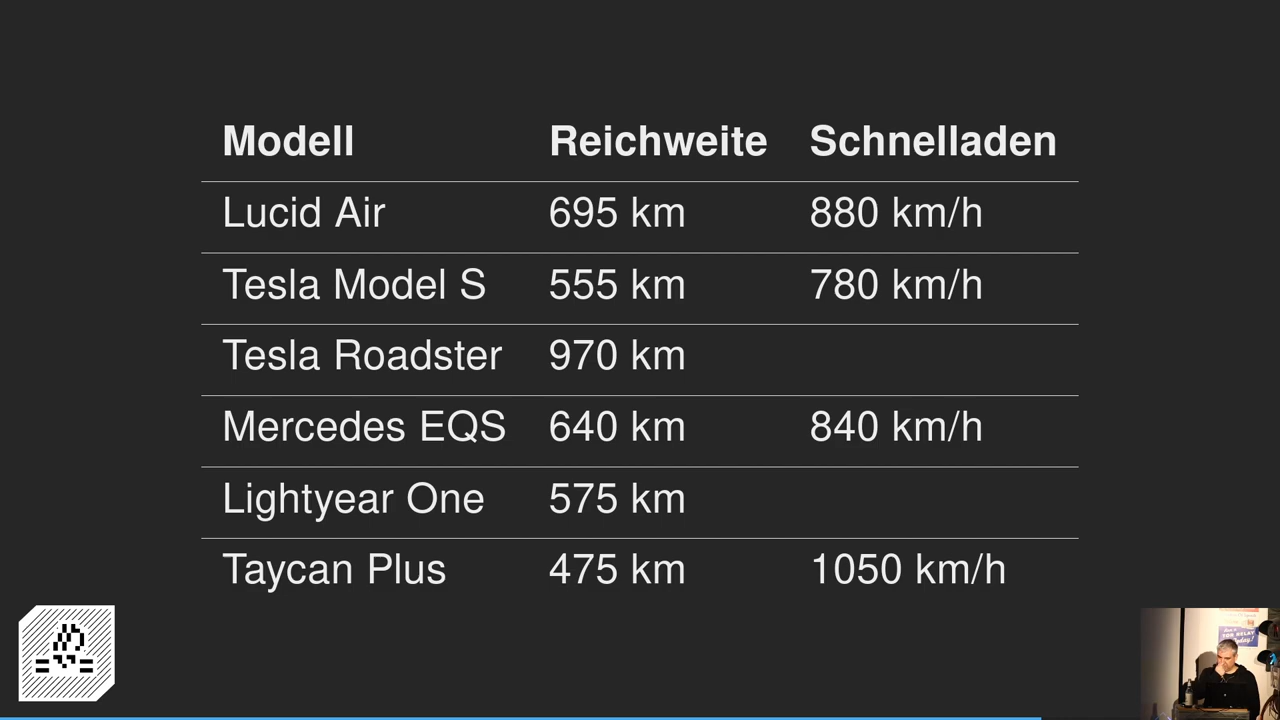 Modell Reichweite Schnelladen
Lucid Air 695 km 880 km/h
Tesla Model S 555 km 780 km/h
Tesla Roadster 970 km
Mercedes EQS 640 km 840 km/h
Lightyear One 575 km
Taycan Plus 475 km 1050 km/h